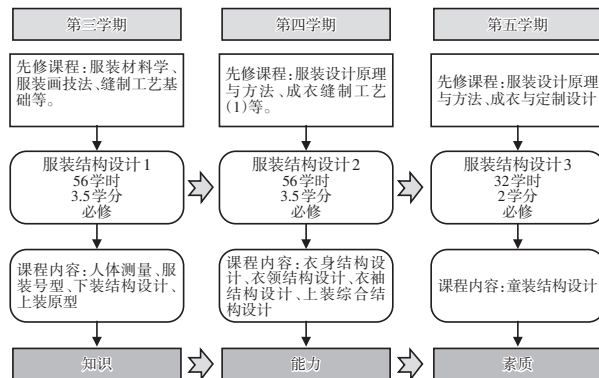 第三学期
第四学期
第五学期
先修课程:服装材料学、
服装画技法、缝制工艺基
础等。
先修课程:服装设计原理
与方法、成衣缝制工艺
(1)等。
先修课程:服装设计原理
与方法、成衣与定制设计
服装结构设计1
56学时
3.5学分
必修
服装结构设计2
56学时
3.5学分
必修
服装结构设计3
32学时
2学分
必修
课程内容:人体测量、服
装号型、下装结构设计、
上装原型
课程内容:衣身结构设
计、衣领结构设计、衣袖
结构设计、上装综合结
构设计
课程内容:童装结构设计
知识
能力
素质